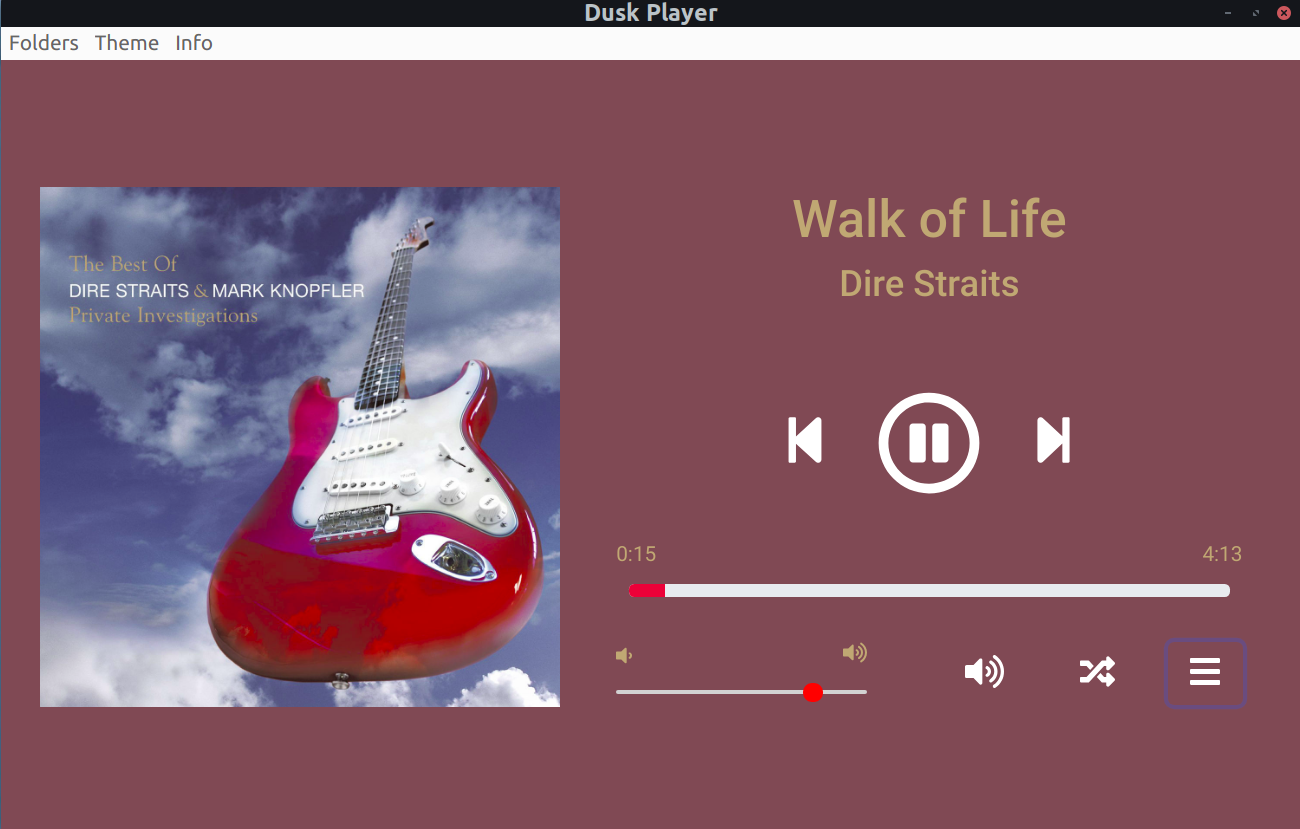 Dusk Player
Folders Theme Info
The Best Of
DIRE STRAITS & MARK KNOPFLER
Private Investigations
Walk of Life
Dire Straits
0:15 4:13